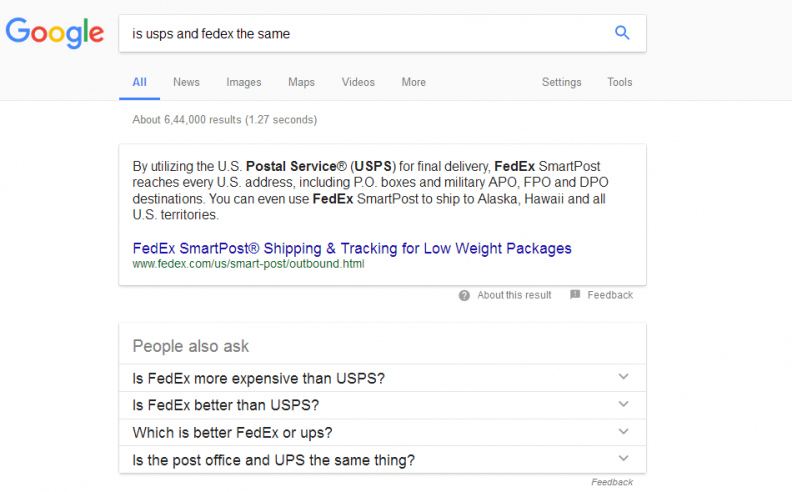 Google
is usps and fedex the same
All News Images Maps Videos More Settings Tools
About 6,44,000 results (1.27 seconds)
By utilizing the U.S. Postal Service® (USPS) for final delivery, FedEx SmartPost
reaches every U.S. address, including P.O. boxes and military APO, FPO and DPO
destinations. You can even use FedEx SmartPost to ship to Alaska, Hawaii and all
U.S. territories.
FedEx SmartPost® Shipping & Tracking for Low Weight Packages
www.fedex.com/us/smart-post/outbound.html
About this result Feedback
People also ask
Is FedEx more expensive than USPS?
Is FedEx better than USPS?
Which is better FedEx or ups?
Is the post office and UPS the same thing?
Feedback